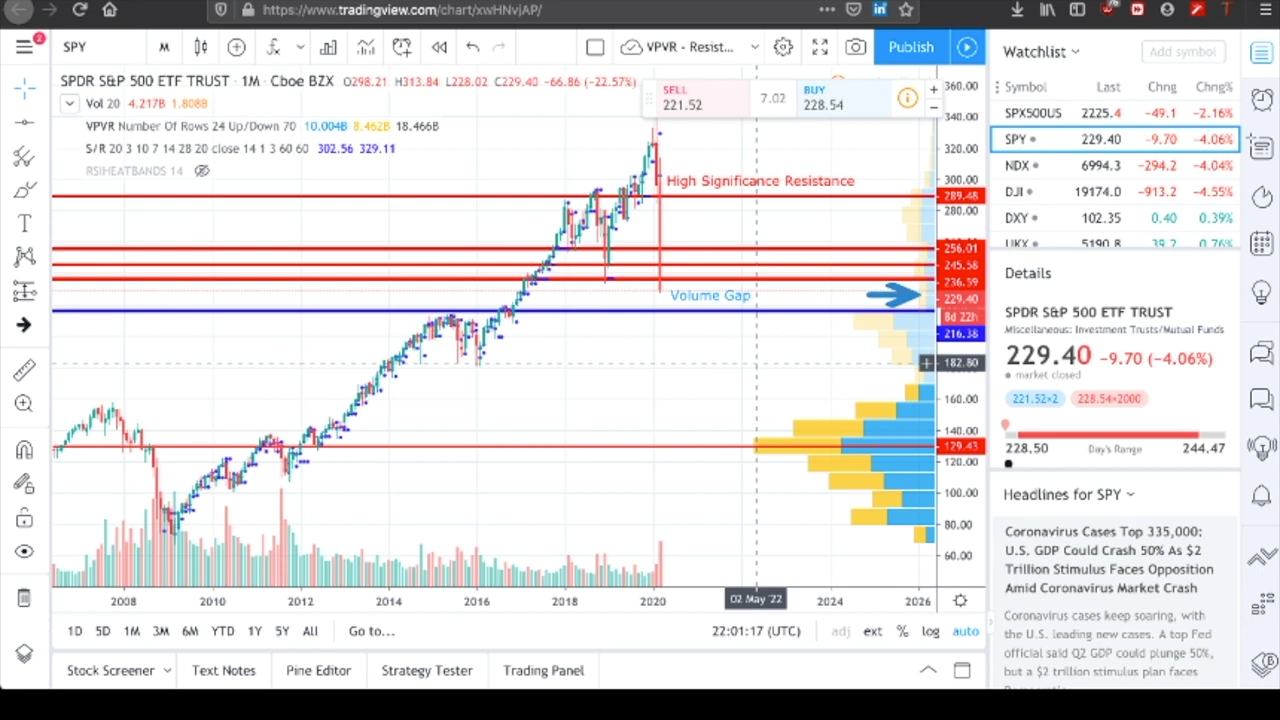 https://www.tradingview.com/chart/xwHNvjAP/
2
SPY
M
VPVR - Resist...
Publish
SPDR S&P 500 ETF TRUST · 1M · Cboe BZX O298.21 H313.84 L228.02 C229.40 -66.86 (-22.57%)
Vol 20 4.217B 1.808B
VPVR Number Of Rows 24 Up/Down 70 10.004B 8.462B 18.466B
S/R 20 3 10 7 14 28 20 close 14 1 3 60 60 302.56 329.11
RSIHEATBANDS 14
SELL
221.52
7.02
BUY
228.54
High Significance Resistance
Volume Gap
360.00
340.00
320.00
300.00
289.48
280.00
256.01
245.58
236.59
229.40
8d 22h
216.38
182.80
160.00
140.00
129.43
120.00
100.00
80.00
60.00
2008
2010
2012
2014
2016
2018
2020
02 May '22
2024
2026
1D 5D 1M 3M 6M YTD 1Y 5Y All Go to...
22:01:17 (UTC) adj ext % log auto
Stock Screener Text Notes Pine Editor Strategy Tester Trading Panel
Watchlist
Add symbol
Symbol Last Chng Chng%
SPX500US 2225.4 -49.1 -2.16%
SPY 229.40 -9.70 -4.06%
NDX 6994.3 -294.2 -4.04%
DJI 19174.0 -913.2 -4.55%
DXY 102.35 0.40 0.39%
UKX 5190.8 39.2 0.76%
Details
SPDR S&P 500 ETF TRUST
Miscellaneous: Investment Trusts/Mutual Funds
229.40 -9.70 (-4.06%)
market closed
221.52×2 228.54×2000
228.50 Day's Range 244.47
Headlines for SPY
Coronavirus Cases Top 335,000:
U.S. GDP Could Crash 50% As $2
Trillion Stimulus Faces Opposition
Amid Coronavirus Market Crash
Coronavirus cases keep soaring, with
the U.S. leading new cases. A top Fed
official said Q2 GDP could plunge 50%,
but a $2 trillion stimulus plan faces